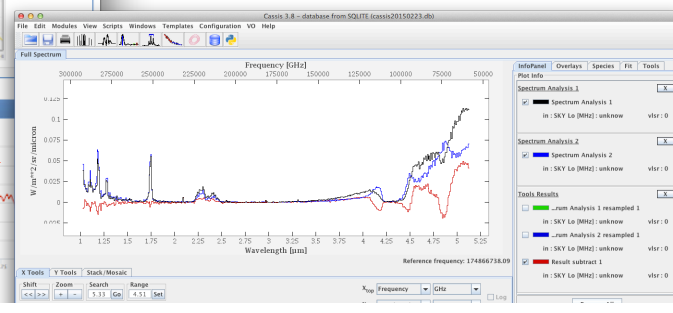 Cassis 3.8 - database from SQLITE (cassis20150223.db)
File Edit Modules View Scripts Windows Templates Configuration VO Help
Full Spectrum
Frequency [GHz]
300000 275000 250000 225000 200000 175000 150000 125000 100000 75000 50000
0.125
0.1
0.075
0.05
0.025
0
0.025
W/m**2/sr/micron
1 1.25 1.5 1.75 2 2.25 2.5 2.75 3 3.25 3.5 3.75 4 4.25 4.5 4.75 5 5.25
Wavelength [μm]
Reference frequency: 174866738.09
X Tools Y Tools Stack/Mosaic
Shift Zoom Search Range
<< >> + - 5.33 Go 4.51 Set
Xtop Frequency GHz Log
InfoPanel Overlays Species Fit Tools
Plot Info
Spectrum Analysis 1 X
Spectrum Analysis 1
in : SKY Lo [MHz] : unknow vlsr : 0
Spectrum Analysis 2 X
Spectrum Analysis 2
in : SKY Lo [MHz] : unknow vlsr : 0
Tools Results X
...rum Analysis 1 resampled 1
in : SKY Lo [MHz] : unknow vlsr : 0
...rum Analysis 2 resampled 1
in : SKY Lo [MHz] : unknow vlsr : 0
Result subtract 1
in : SKY Lo [MHz] : unknow vlsr : 0